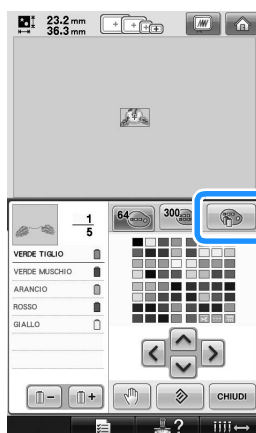 23.2 mm
36.3 mm
1
5
64
300
VERDE TIGLIO
VERDE MUSCHIO
ARANCIO
ROSSO
GIALLO
− +
CHIUDI
?